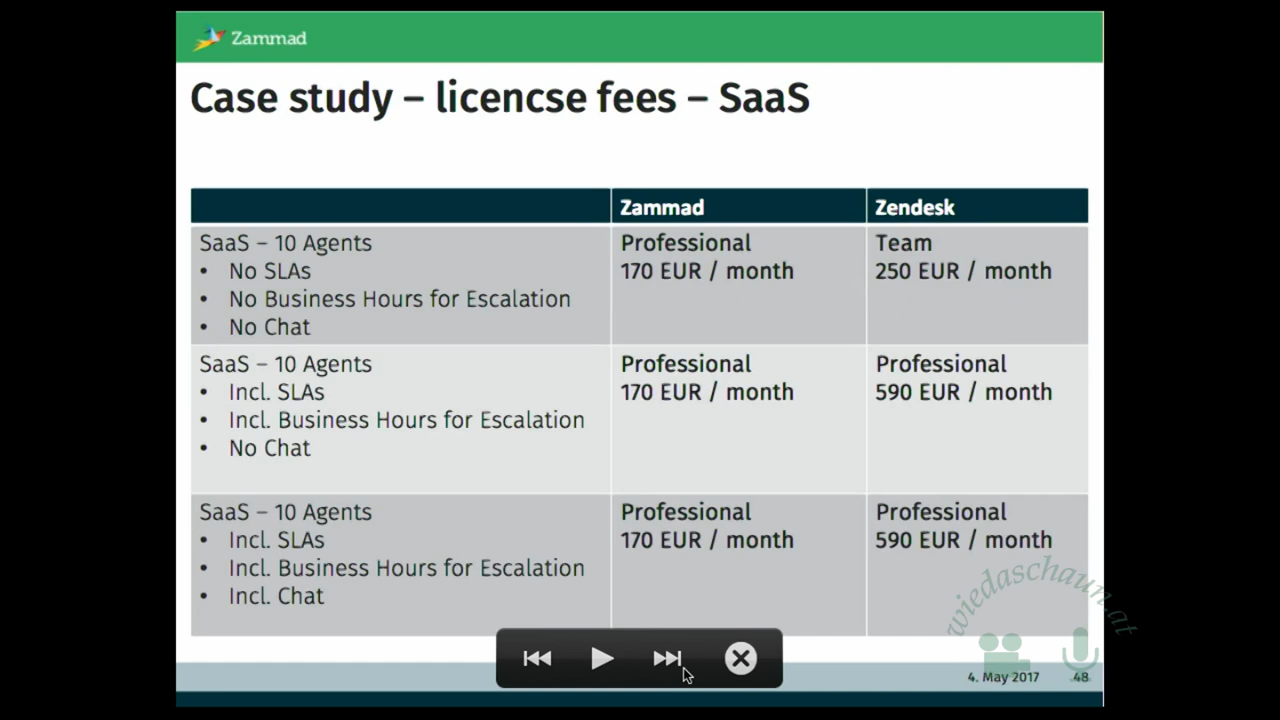 Zammad
Case study – licencse fees – SaaS
Zammad
Zendesk
SaaS – 10 Agents
• No SLAs
• No Business Hours for Escalation
• No Chat
Professional
170 EUR / month
Team
250 EUR / month
SaaS – 10 Agents
• Incl. SLAs
• Incl. Business Hours for Escalation
• No Chat
Professional
170 EUR / month
Professional
590 EUR / month
SaaS – 10 Agents
• Incl. SLAs
• Incl. Business Hours for Escalation
• Incl. Chat
Professional
170 EUR / month
Professional
590 EUR / month
wiedaschaun.at
4. May 2017
48